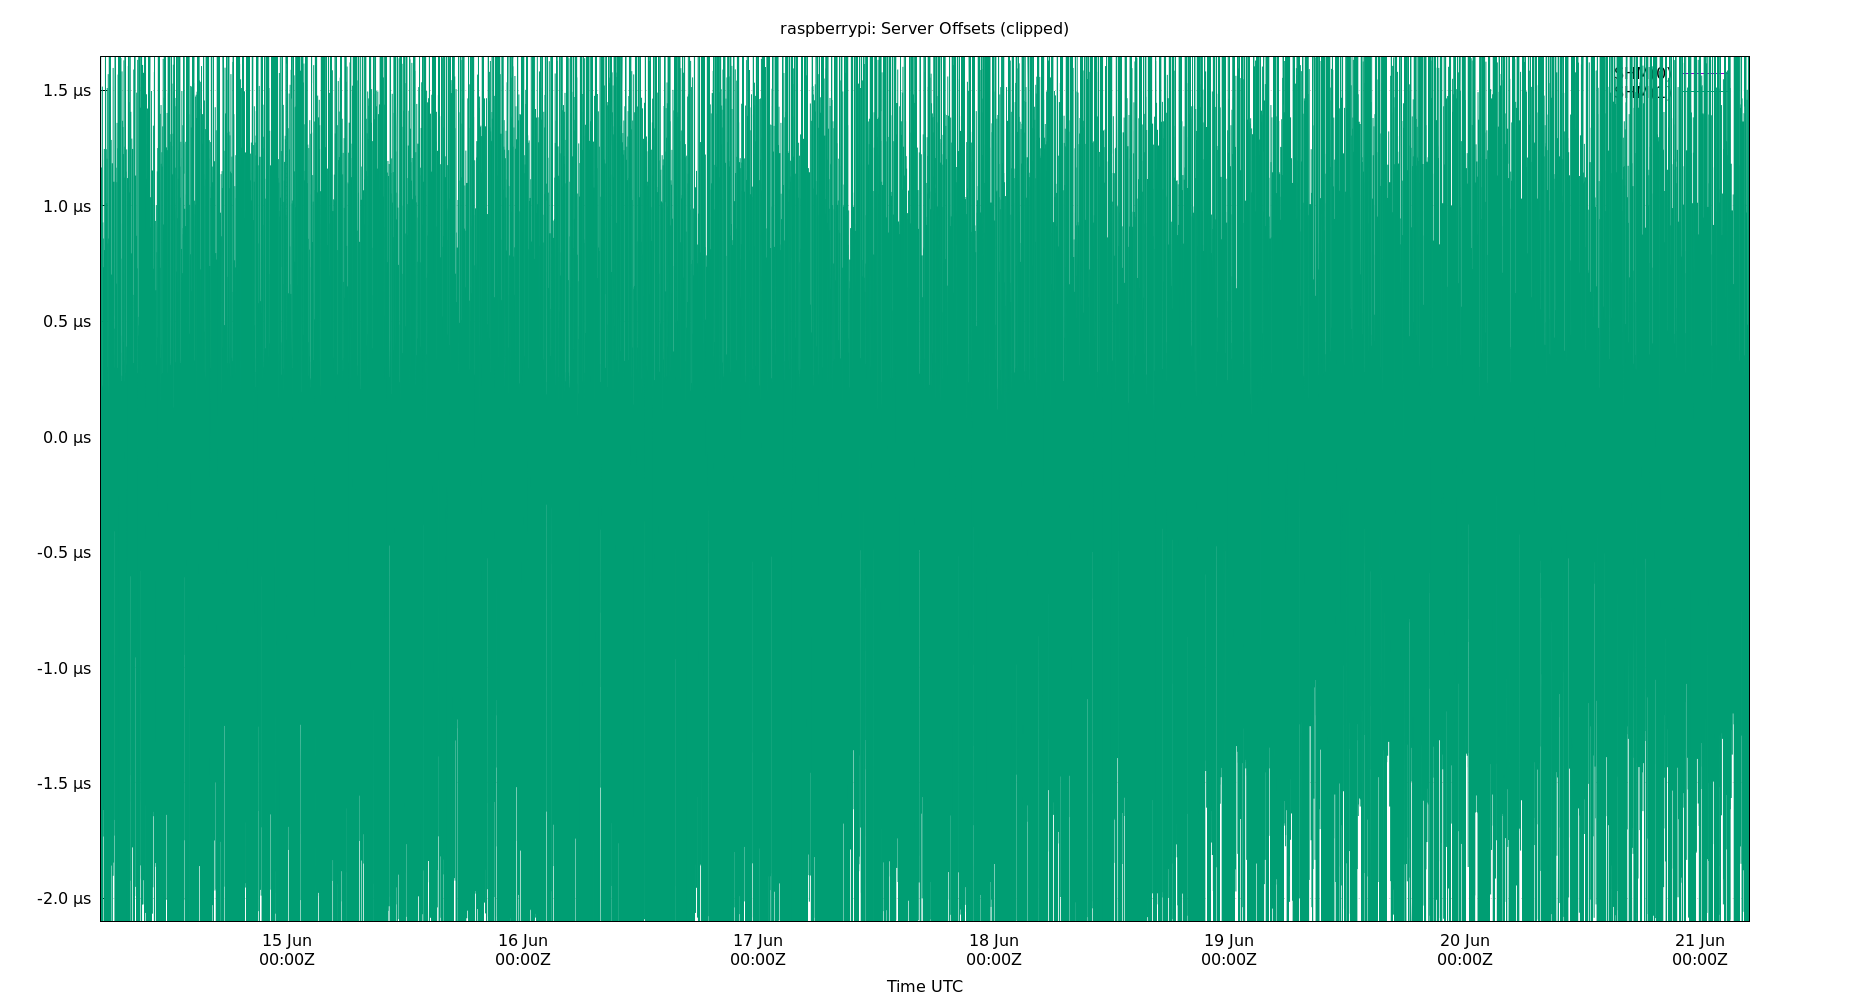 raspberrypi: Server Offsets (clipped)
1.5 µs
1.0 µs
0.5 µs
0.0 µs
-0.5 µs
-1.0 µs
-1.5 µs
-2.0 µs
15 Jun
00:00Z
16 Jun
00:00Z
17 Jun
00:00Z
18 Jun
00:00Z
19 Jun
00:00Z
20 Jun
00:00Z
21 Jun
00:00Z
Time UTC